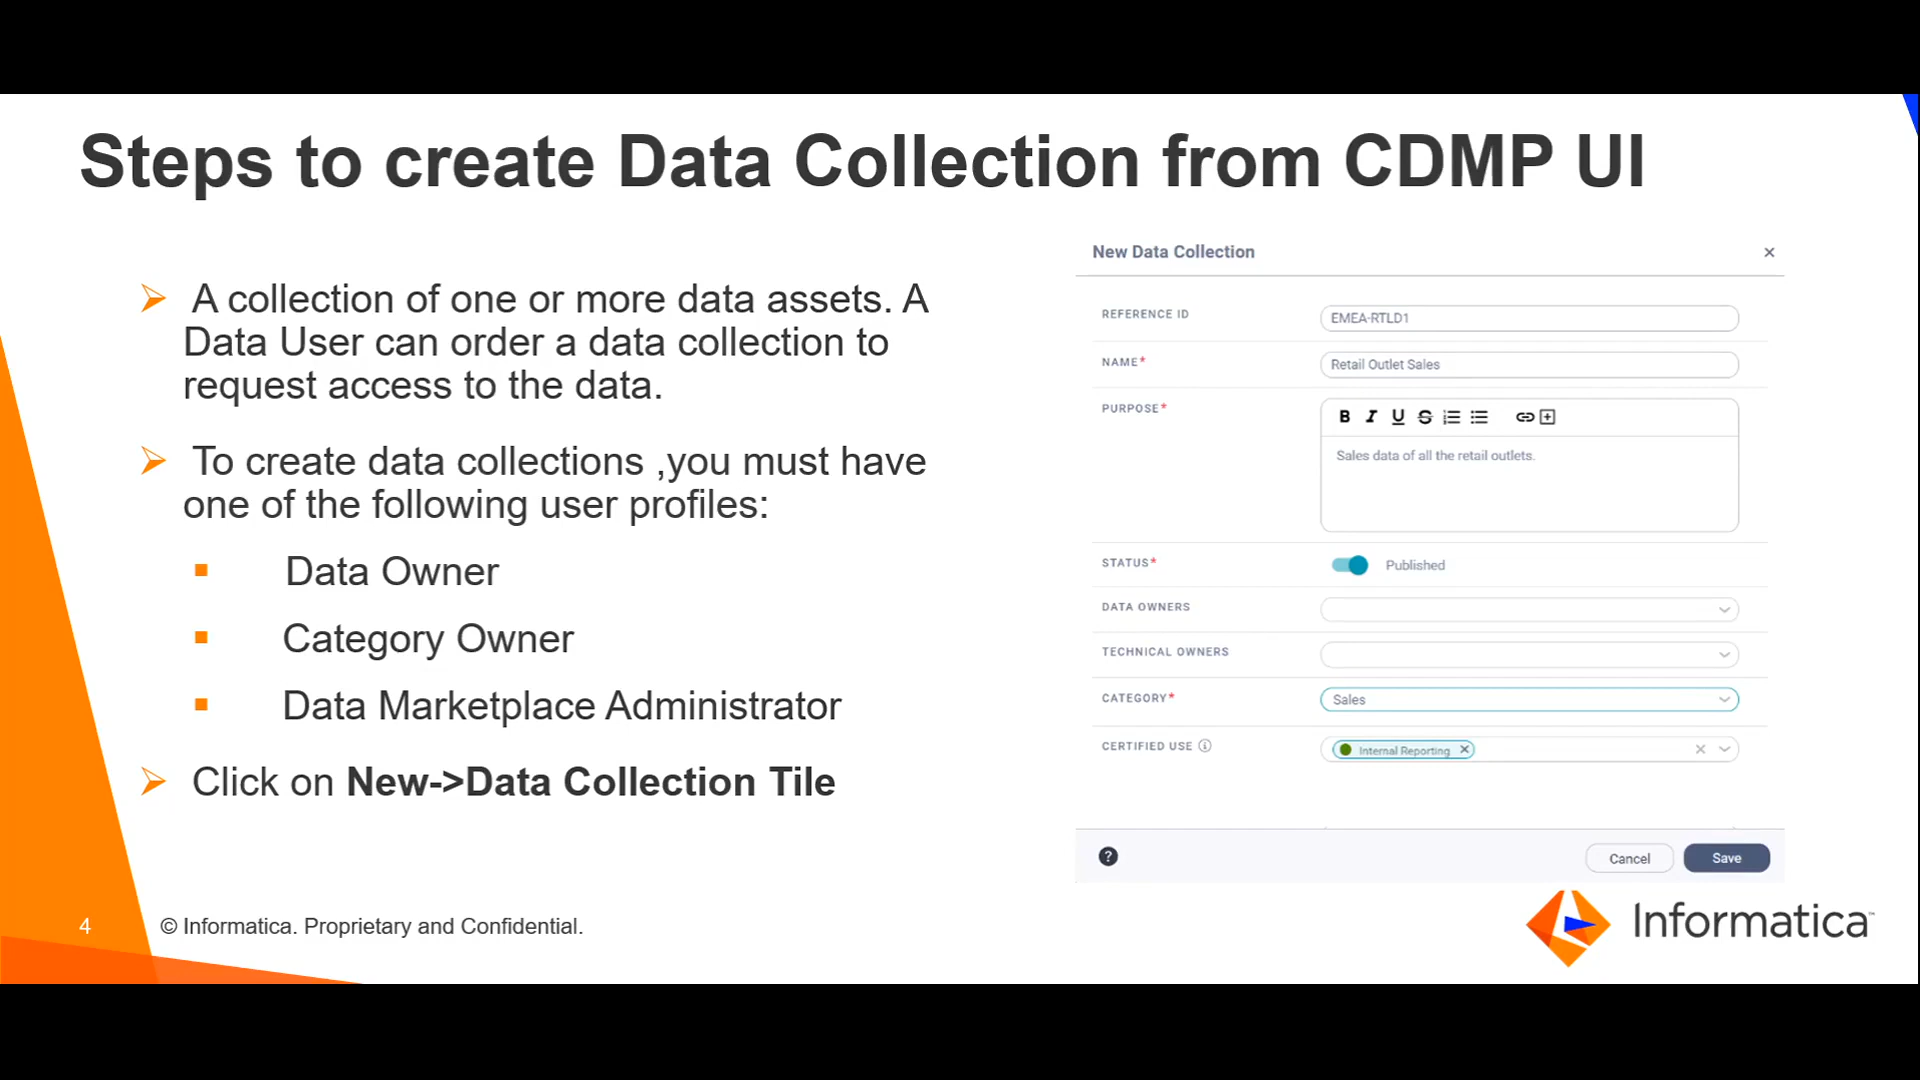 Steps to create Data Collection from CDMP UI
A collection of one or more data assets. A
Data User can order a data collection to
request access to the data.
To create data collections ,you must have
one of the following user profiles:
Data Owner
Category Owner
Data Marketplace Administrator
Click on New->Data Collection Tile
New Data Collection
REFERENCE ID
EMEA-RTLD1
NAME*
Retail Outlet Sales
PURPOSE*
B I U S
Sales data of all the retail outlets.
STATUS*
Published
DATA OWNERS
TECHNICAL OWNERS
CATEGORY*
Sales
CERTIFIED USE
Internal Reporting
?
Cancel
Save
4
© Informatica. Proprietary and Confidential.
Informatica™